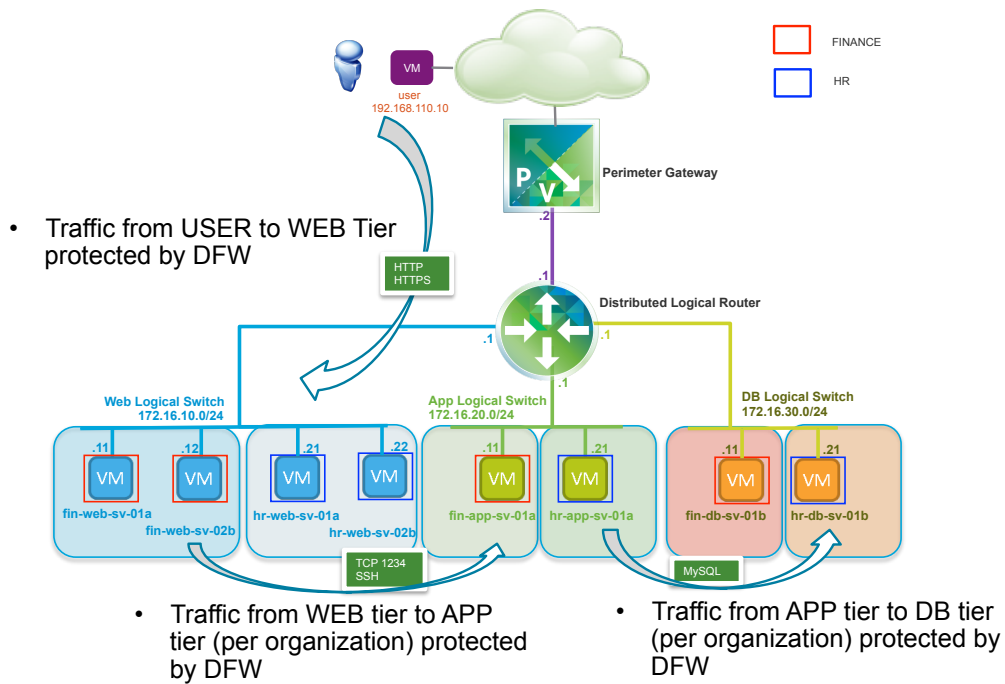 VM
user
192.168.110.10
FINANCE
HR
P
V
Perimeter Gateway
.2
• Traffic from USER to WEB Tier
protected by DFW
HTTP
HTTPS
.1
Distributed Logical Router
.1
.1
.1
Web Logical Switch
172.16.10.0/24
App Logical Switch
172.16.20.0/24
DB Logical Switch
172.16.30.0/24
.11
.12
.21
.22
.11
.21
.11
.21
VM
VM
VM
VM
VM
VM
VM
VM
fin-web-sv-01a
fin-web-sv-02b
hr-web-sv-01a
hr-web-sv-02b
fin-app-sv-01a
hr-app-sv-01a
fin-db-sv-01b
hr-db-sv-01b
TCP 1234
SSH
MySQL
• Traffic from WEB tier to APP
tier (per organization) protected
by DFW
• Traffic from APP tier to DB tier
(per organization) protected by
DFW